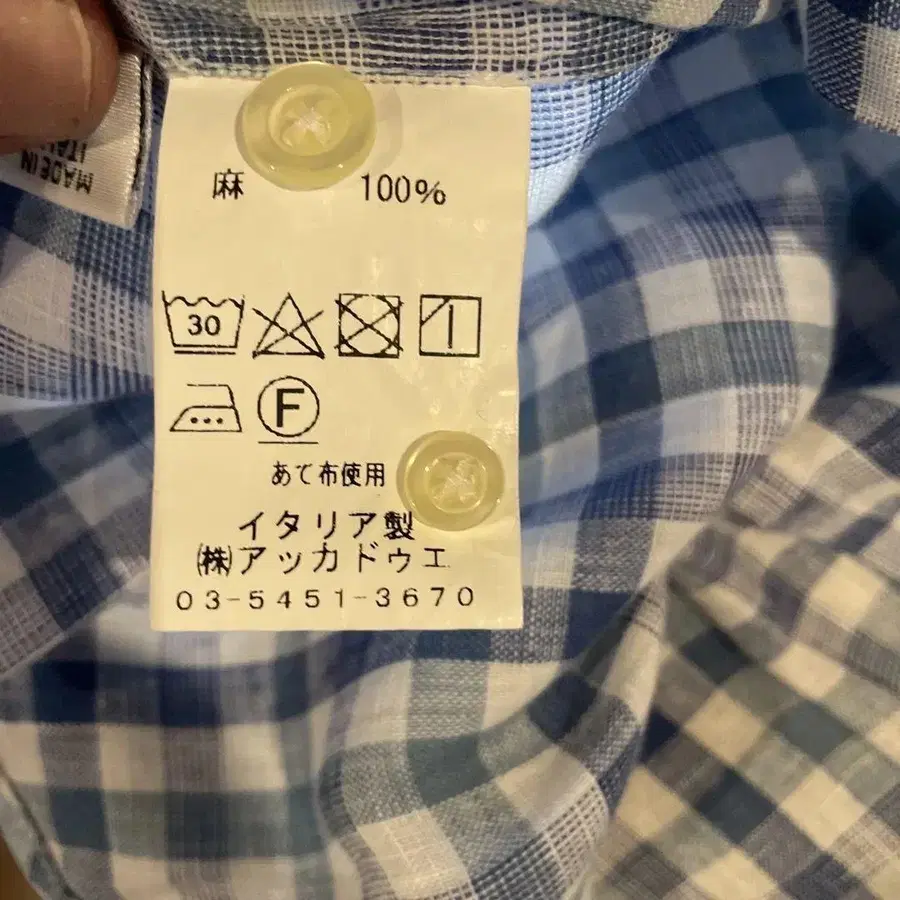 MADE IN
ITALY
麻 100%
30
F
あて布使用
イタリア製
㈱アッカドゥエ
03-5451-3670